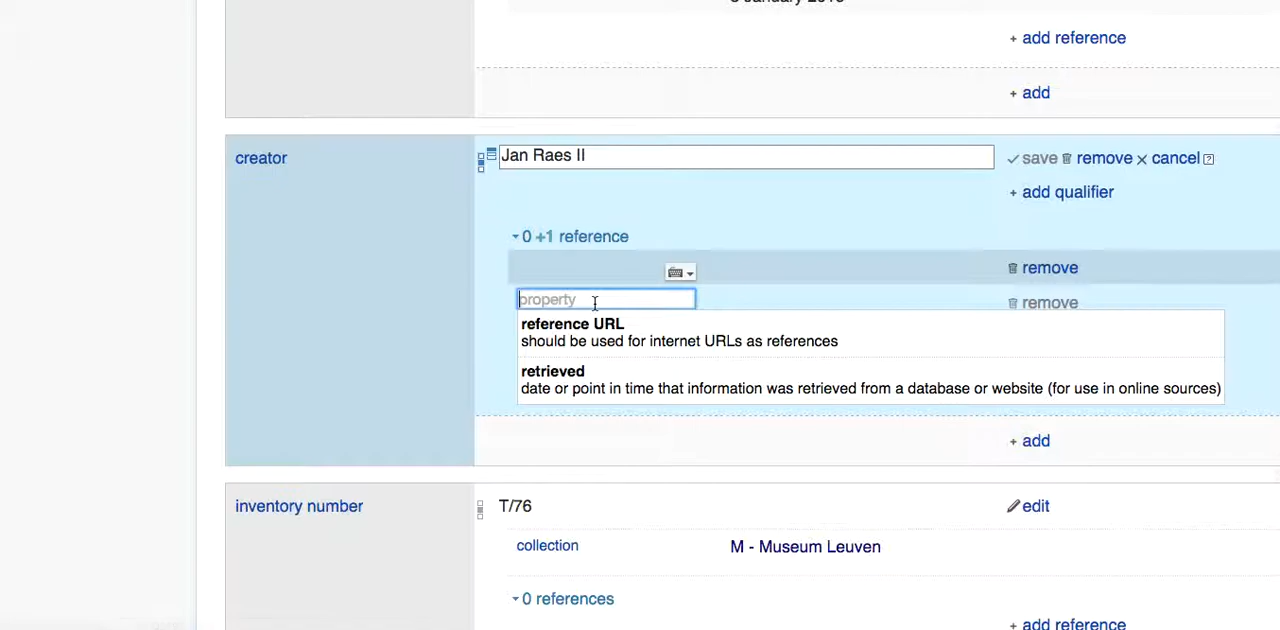 + add reference
+ add
creator
Jan Raes II
save remove cancel ?
+ add qualifier
0 +1 reference
remove
property
remove
reference URL
should be used for internet URLs as references
retrieved
date or point in time that information was retrieved from a database or website (for use in online sources)
+ add
inventory number
T/76
edit
collection
M - Museum Leuven
0 references
+ add reference